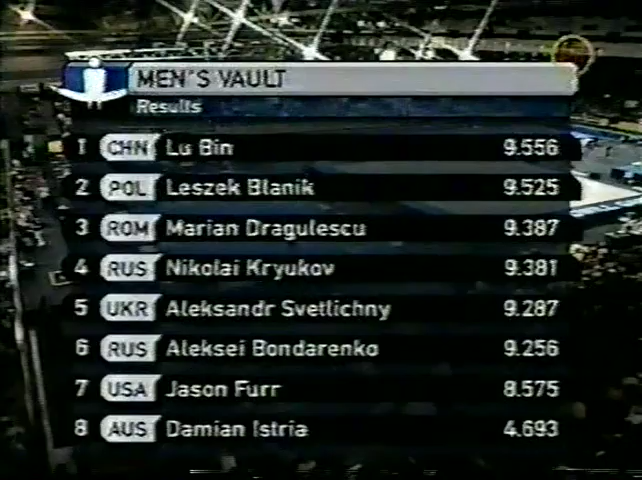 MEN'S VAULT
Results
1 CHN Lu Bin 9.556
2 POL Leszek Blanik 9.525
3 ROM Marian Dragulescu 9.387
4 RUS Nikolai Kryukov 9.381
5 UKR Aleksandr Svetlichny 9.287
6 RUS Aleksei Bondarenko 9.256
7 USA Jason Furr 8.575
8 AUS Damian Istria 4.693